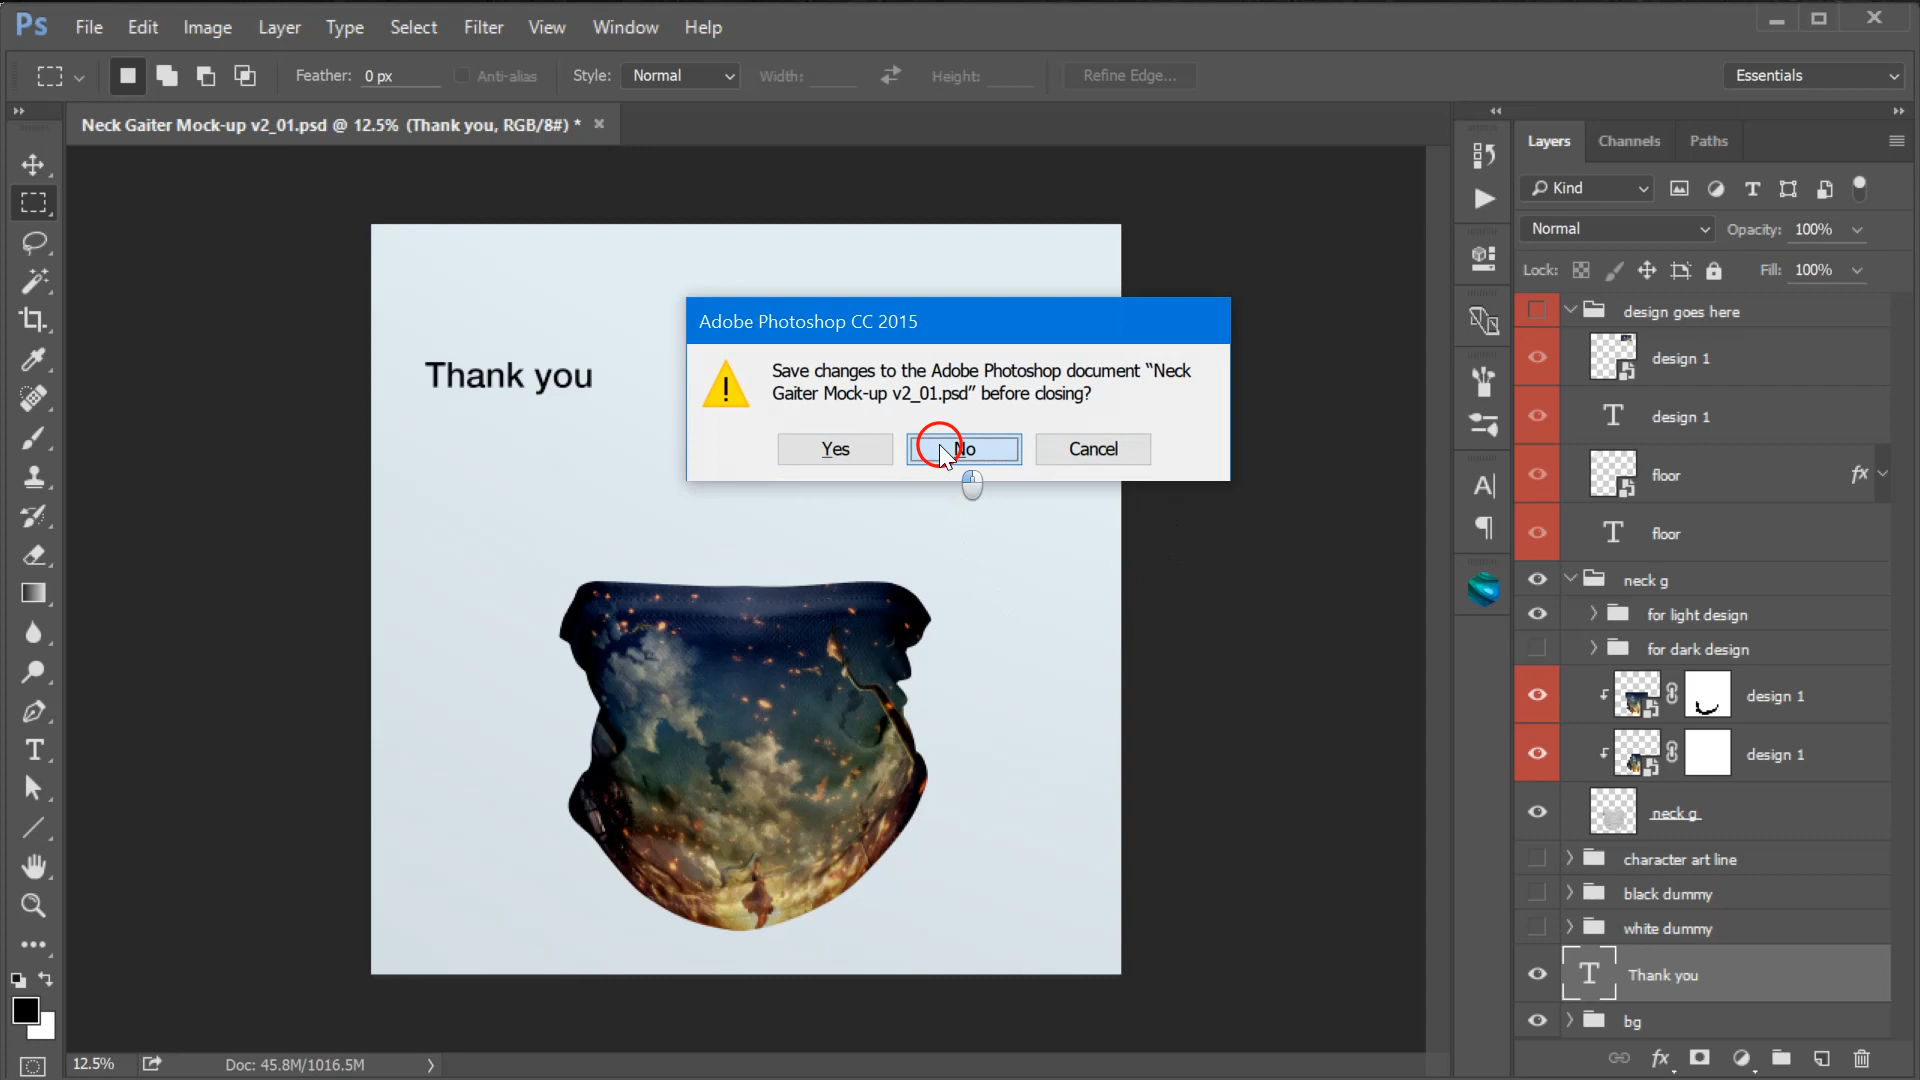 Ps File Edit Image Layer Type Select Filter View Window Help
Feather: 0 px Anti-alias Style: Normal Width: Height: Refine Edge... Essentials
Neck Gaiter Mock-up v2_01.psd @ 12.5% (Thank you, RGB/8#) *
Thank you
Adobe Photoshop CC 2015
Save changes to the Adobe Photoshop document “Neck
Gaiter Mock-up v2_01.psd” before closing?
Yes No Cancel
Layers Channels Paths
Kind
Normal Opacity: 100%
Lock: Fill: 100%
design goes here
design 1
design 1
floor fx
floor
neck g
for light design
for dark design
design 1
design 1
neck g
character art line
black dummy
white dummy
Thank you
bg
fx
12.5% Doc: 45.8M/1016.5M